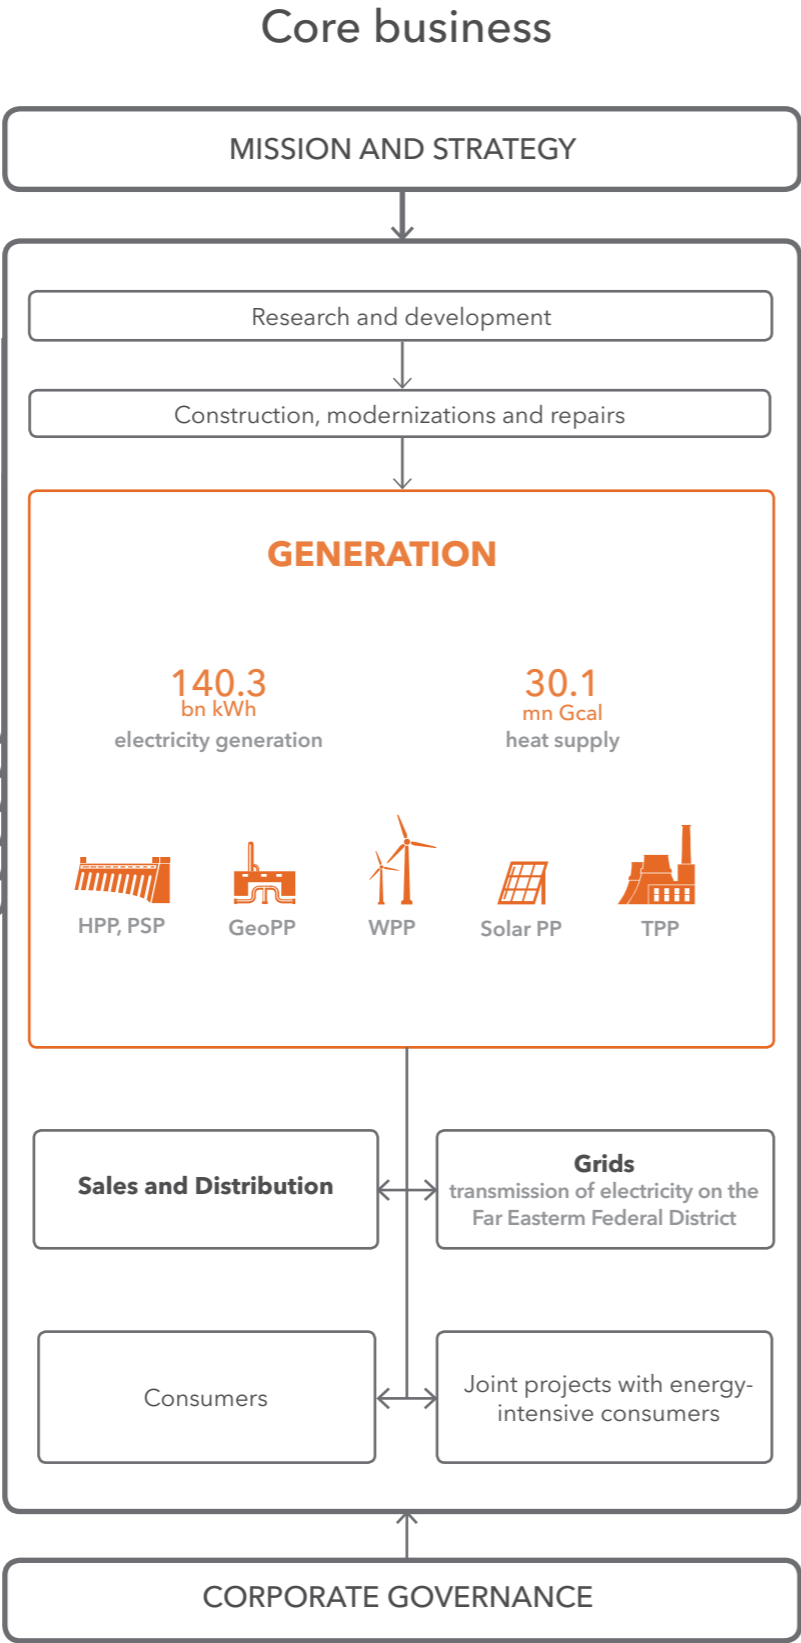 Core business
MISSION AND STRATEGY
Research and development
Construction, modernizations and repairs
GENERATION
140.3
bn kWh
electricity generation
30.1
mn Gcal
heat supply
HPP, PSP
GeoPP
WPP
Solar PP
TPP
Sales and Distribution
Grids
transmission of electricity on the
Far Easterm Federal District
Consumers
Joint projects with energy-
intensive consumers
CORPORATE GOVERNANCE